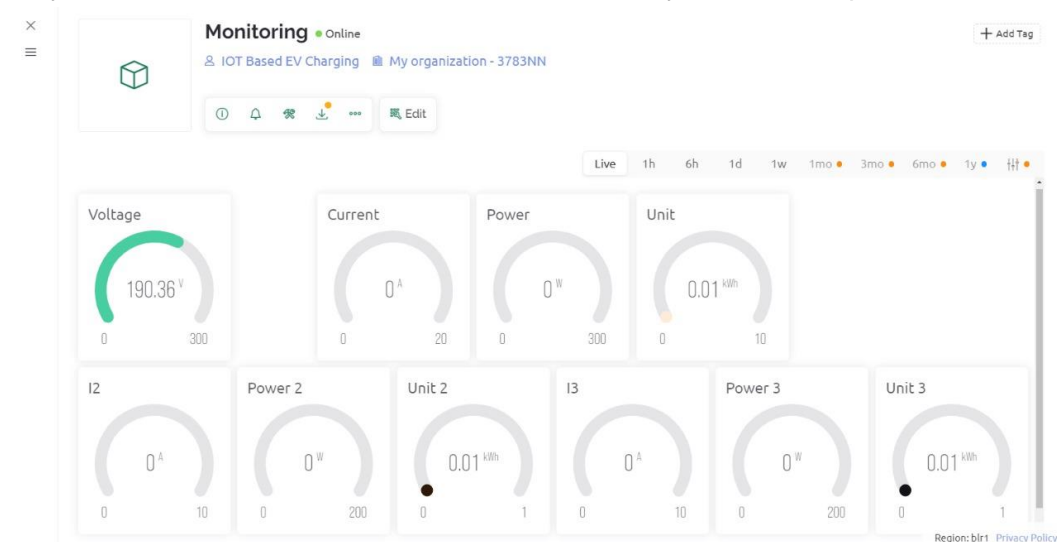 Monitoring Online
IOT Based EV Charging My organization - 3783NN
+ Add Tag
Edit
Live 1h 6h 1d 1w 1mo 3mo 6mo 1y
Voltage Current Power Unit
190.36 V 0 A 0 W 0.01 kWh
0 300 0 20 0 300 0 10
I2 Power 2 Unit 2 I3 Power 3 Unit 3
0 A 0 W 0.01 kWh 0 A 0 W 0.01 kWh
0 10 0 200 0 1 0 10 0 200 0 1
Region: blr1 Privacy Policy